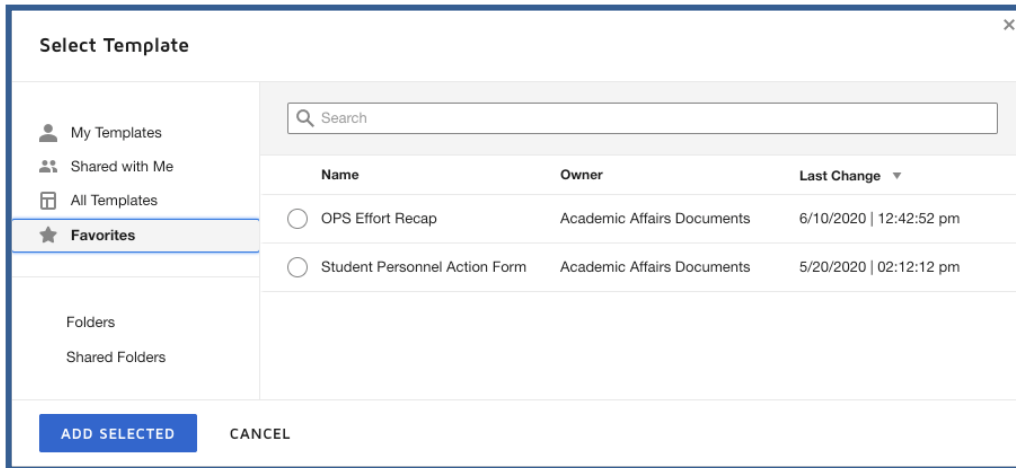 Select Template
×
My Templates
Shared with Me
All Templates
Favorites
Folders
Shared Folders
Search
Name Owner Last Change ▼
OPS Effort Recap Academic Affairs Documents 6/10/2020 | 12:42:52 pm
Student Personnel Action Form Academic Affairs Documents 5/20/2020 | 02:12:12 pm
ADD SELECTED CANCEL